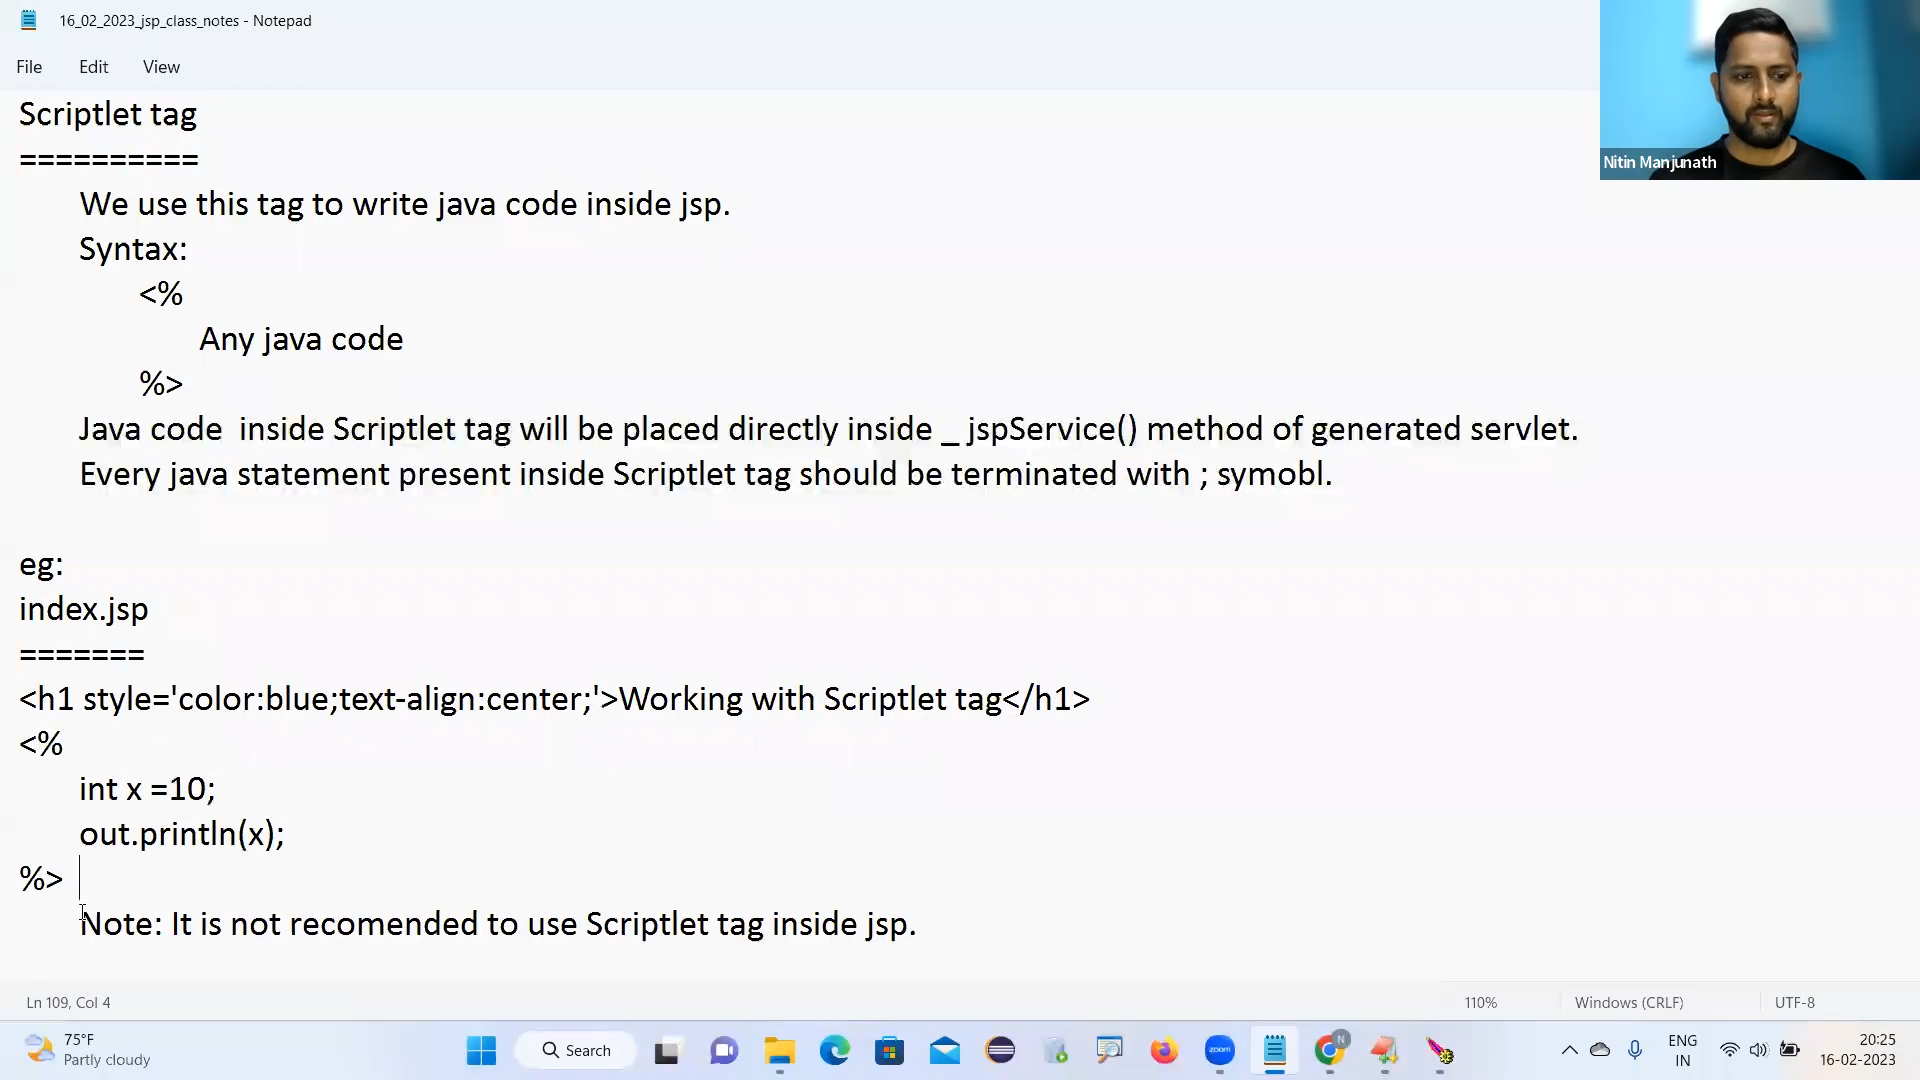 16_02_2023_jsp_class_notes - Notepad
File Edit View
Nitin Manjunath
Scriptlet tag
==========
We use this tag to write java code inside jsp.
Syntax:
<%
Any java code
%>
Java code  inside Scriptlet tag will be placed directly inside _ jspService() method of generated servlet.
Every java statement present inside Scriptlet tag should be terminated with ; symobl.
eg:
index.jsp
=======
<h1 style='color:blue;text-align:center;'>Working with Scriptlet tag</h1>
<%
int x =10;
out.println(x);
%>
Note: It is not recomended to use Scriptlet tag inside jsp.
Ln 109, Col 4 110% Windows (CRLF) UTF-8
75°F
Partly cloudy
Search
zoom
N
ENG
IN
20:25
16-02-2023